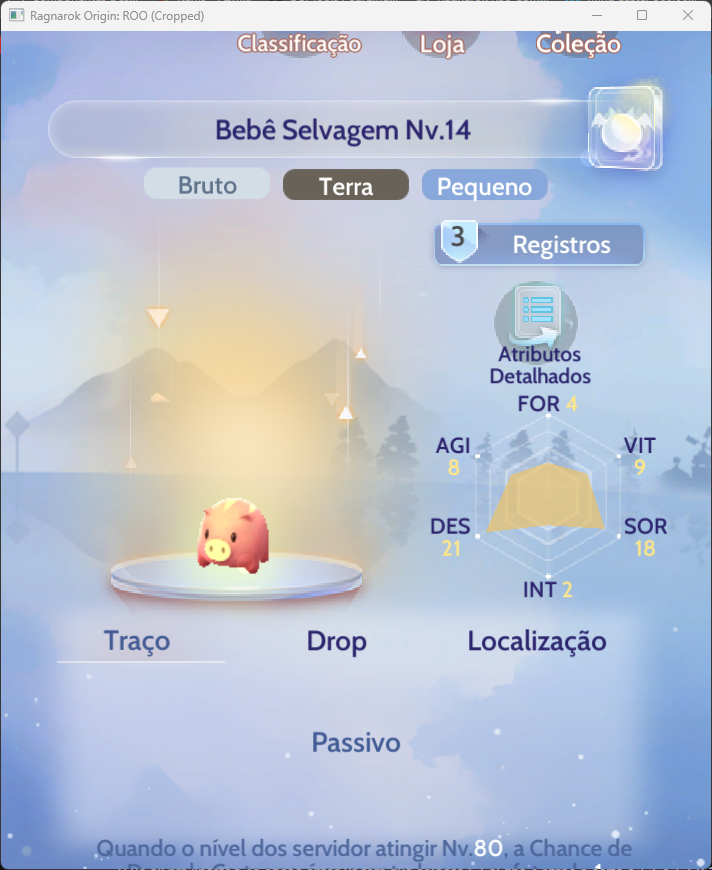 Ragnarok Origin: ROO (Cropped)
Classificação Loja Coleção
Bebê Selvagem Nv.14
Bruto Terra Pequeno
3 Registros
Atributos
Detalhados
FOR 4
AGI VIT
8 9
DES SOR
21 18
INT 2
Traço Drop Localização
Passivo
Quando o nível dos servidor atingir Nv.80, a Chance de